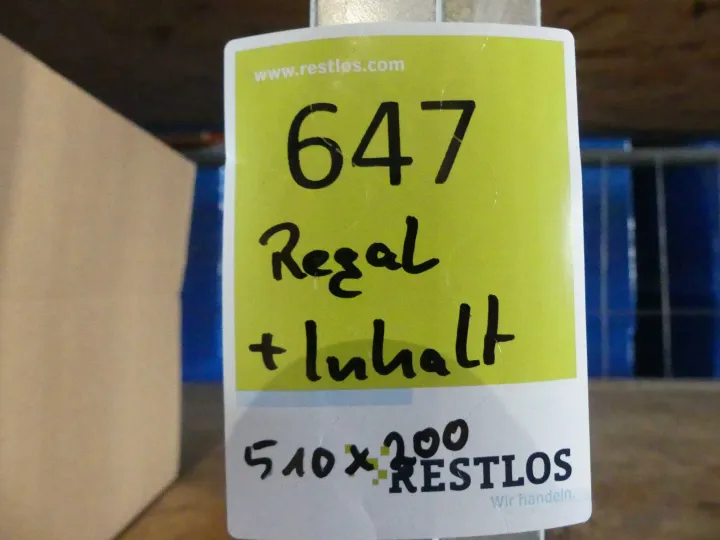 www.restlos.com
647
Regal
+ Inhalt
510 x 200
RESTLOS
Wir handeln.